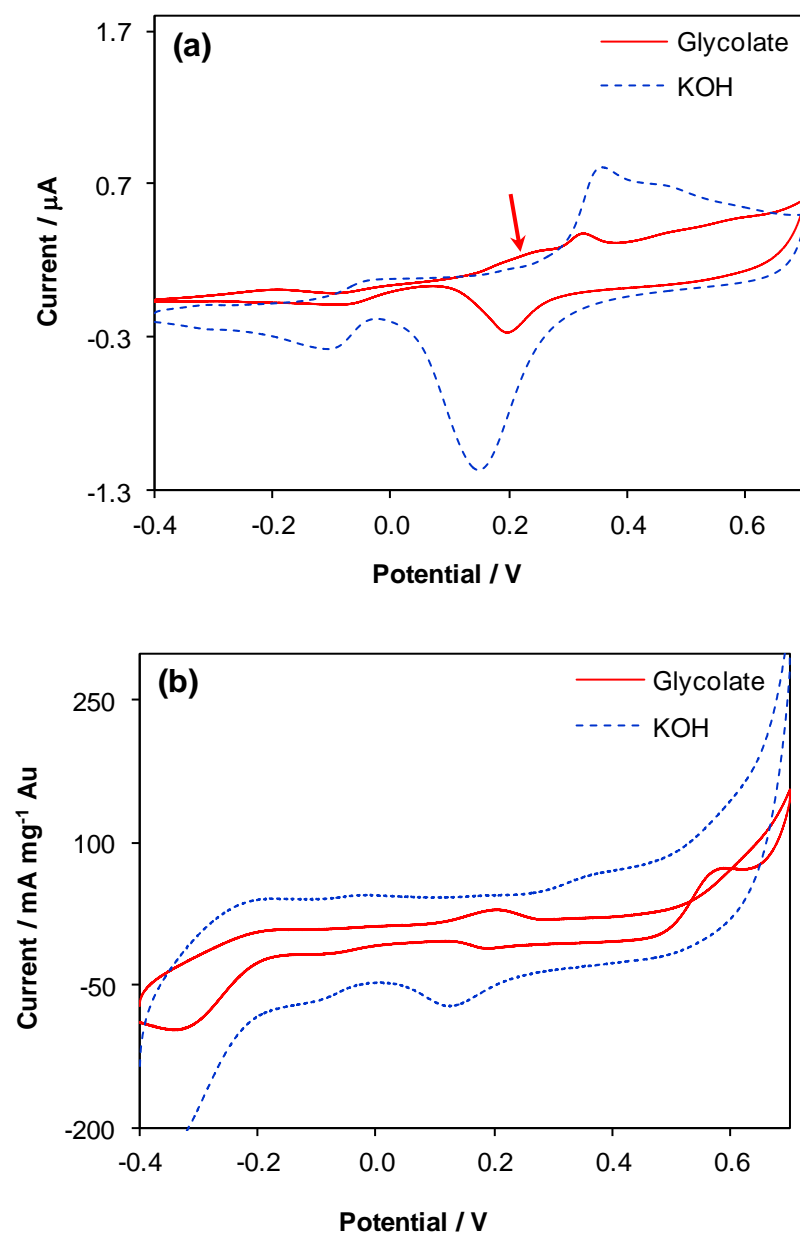 (a)
Glycolate
KOH
1.7
0.7
-0.3
-1.3
Current / μA
-0.4 -0.2 0.0 0.2 0.4 0.6
Potential / V
(b)
Glycolate
KOH
250
100
-50
-200
Current / mA mg⁻¹ Au
-0.4 -0.2 0.0 0.2 0.4 0.6
Potential / V